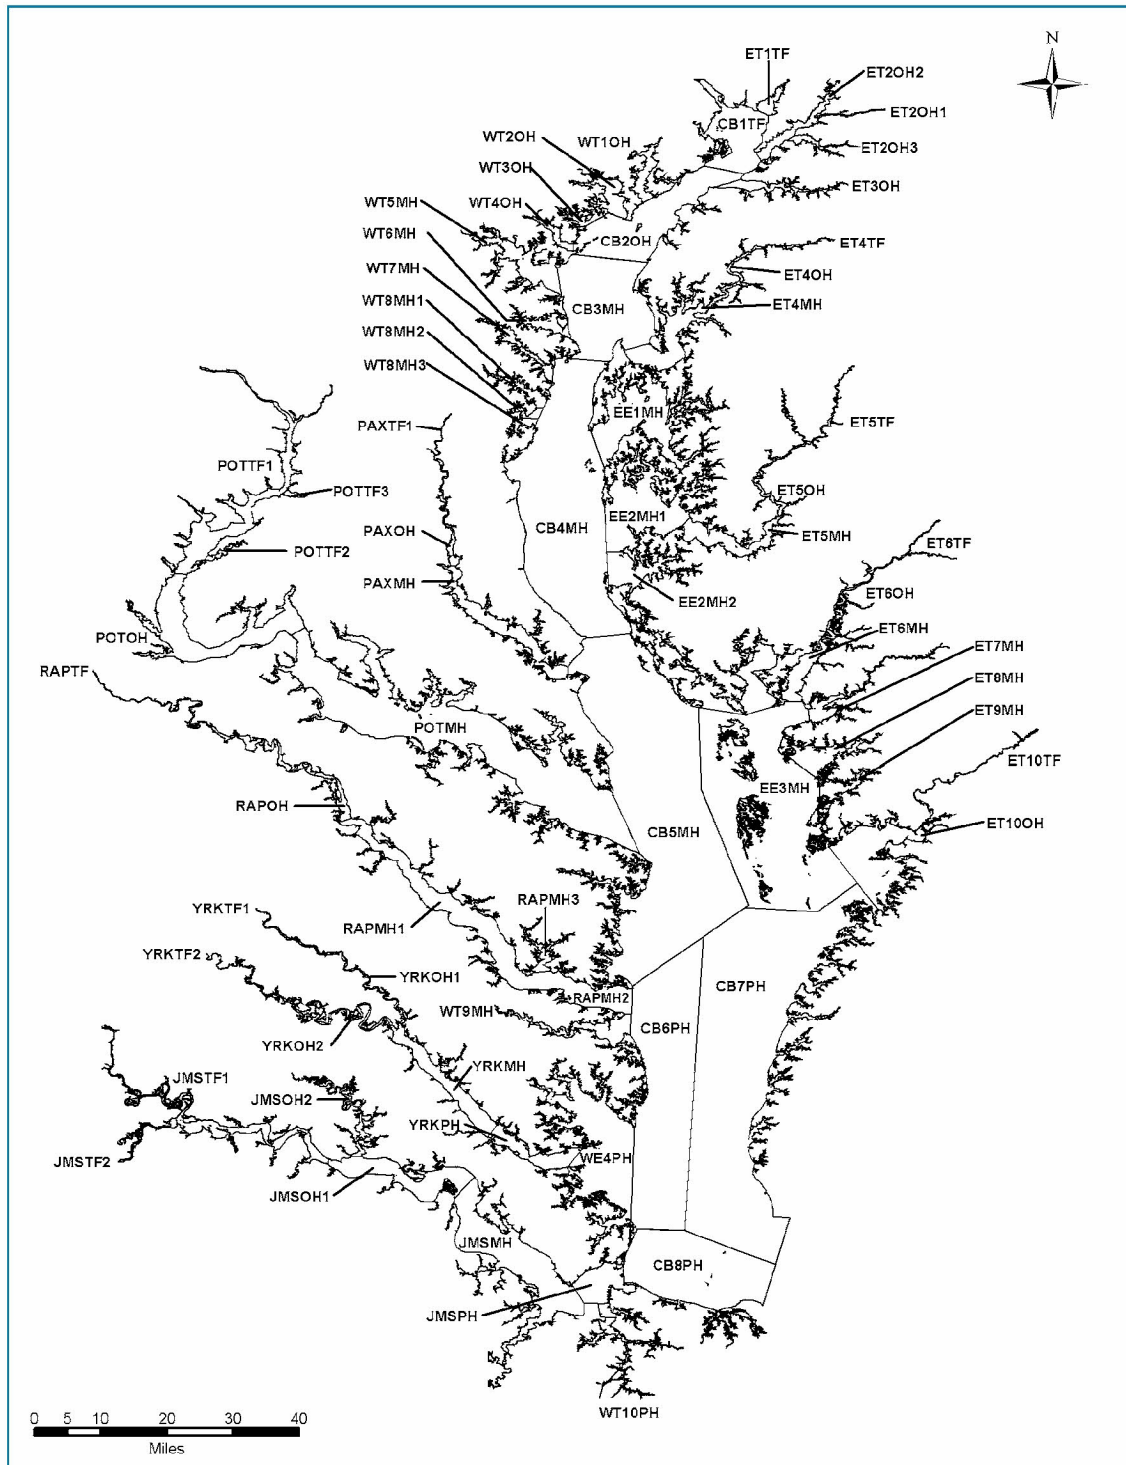 N
ET1TF
ET2OH2
CB1TF
ET2OH1
WT2OH
WT1OH
ET2OH3
WT3OH
ET3OH
WT5MH
WT4OH
WT6MH
CB2OH
ET4TF
WT7MH
ET4OH
WT8MH1
CB3MH
ET4MH
WT8MH2
WT8MH3
EE1MH
PAXTF1
ET5TF
POTTF1
POTTF3
ET5OH
EE2MH1
PAXOH
CB4MH
ET5MH
POTTF2
ET6TF
PAXMH
EE2MH2
ET6OH
POTOH
ET6MH
ET7MH
RAPTF
ET8MH
ET9MH
POTMH
ET10TF
EE3MH
RAPOH
ET10OH
CB5MH
RAPMH3
YRKTF1
RAPMH1
YRKTF2
YRKOH1
CB7PH
RAPMH2
WT9MH
CB6PH
YRKOH2
YRKMH
JMSTF1
JMSOH2
YRKPH
WE4PH
JMSTF2
JMSOH1
JMSMH
CB8PH
JMSPH
WT10PH
0 5 10 20 30 40
Miles